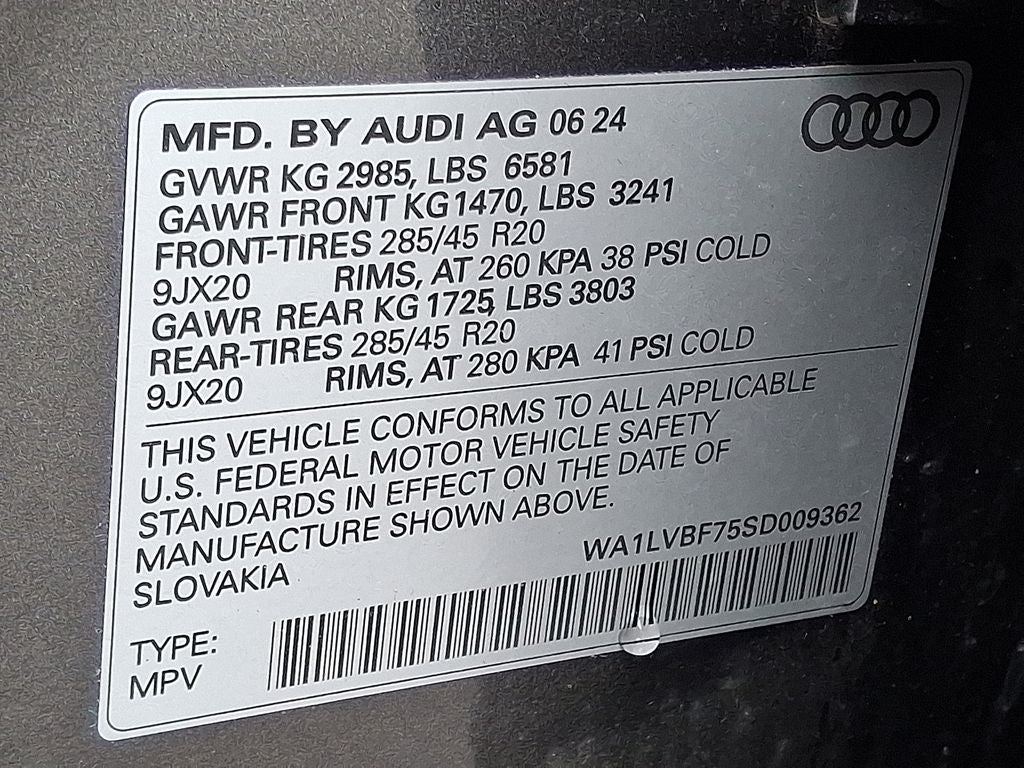 MFD. BY AUDI AG 06 24
GVWR KG 2985, LBS 6581
GAWR FRONT KG 1470, LBS 3241
FRONT-TIRES 285/45 R20
9JX20 RIMS, AT 260 KPA 38 PSI COLD
GAWR REAR KG 1725, LBS 3803
REAR-TIRES 285/45 R20
9JX20 RIMS, AT 280 KPA 41 PSI COLD
THIS VEHICLE CONFORMS TO ALL APPLICABLE
U.S. FEDERAL MOTOR VEHICLE SAFETY
STANDARDS IN EFFECT ON THE DATE OF
MANUFACTURE SHOWN ABOVE.
SLOVAKIA WA1LVBF75SD009362
TYPE:
MPV